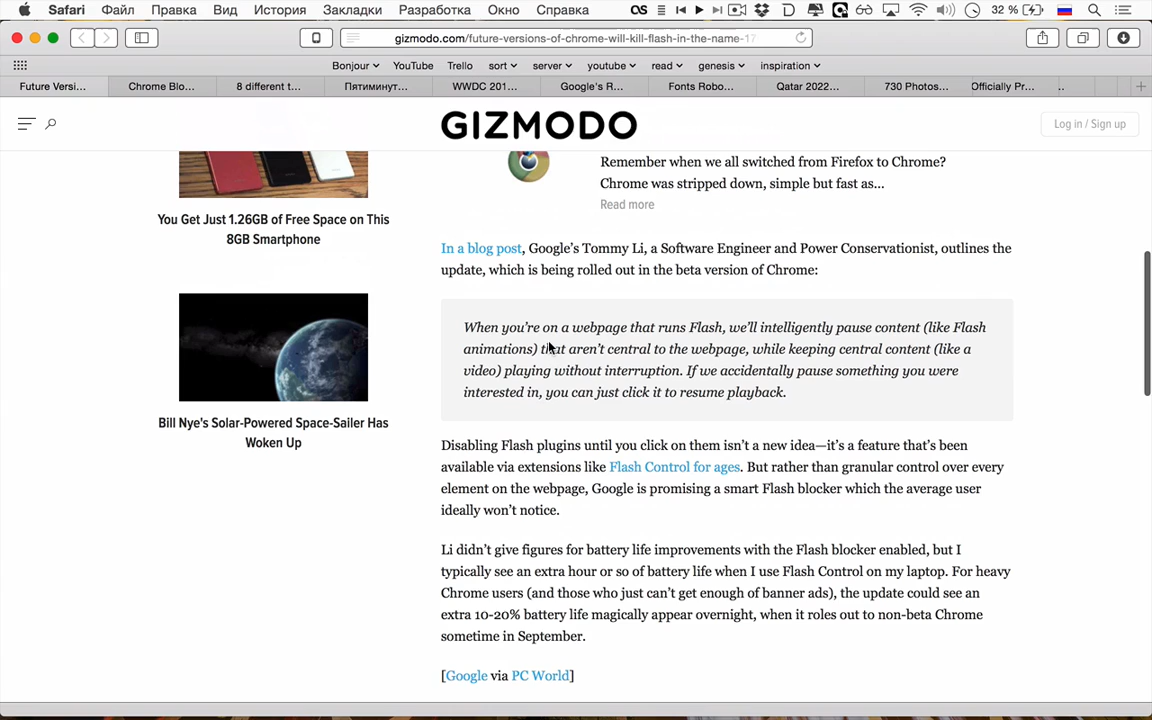 Safari Файл Правка Вид История Закладки Разработка Окно Справка 32 %
gizmodo.com/future-versions-of-chrome-will-kill-flash-in-the-name-17
Bonjour YouTube Trello sort server youtube read genesis inspiration
Future Versi... Chrome Blo... 8 different t... Пятиминут... WWDC 201... Google's R... Fonts Robo... Qatar 2022... 730 Photos... Officially Pr... ..
GIZMODO
Log in / Sign up
Remember when we all switched from Firefox to Chrome?
Chrome was stripped down, simple but fast as...
Read more
You Get Just 1.26GB of Free Space on This
8GB Smartphone
Bill Nye's Solar-Powered Space-Sailer Has
Woken Up
In a blog post, Google's Tommy Li, a Software Engineer and Power Conservationist, outlines the
update, which is being rolled out in the beta version of Chrome:
When you're on a webpage that runs Flash, we'll intelligently pause content (like Flash
animations) that aren't central to the webpage, while keeping central content (like a
video) playing without interruption. If we accidentally pause something you were
interested in, you can just click it to resume playback.
Disabling Flash plugins until you click on them isn't a new idea—it's a feature that's been
available via extensions like Flash Control for ages. But rather than granular control over every
element on the webpage, Google is promising a smart Flash blocker which the average user
ideally won't notice.
Li didn't give figures for battery life improvements with the Flash blocker enabled, but I
typically see an extra hour or so of battery life when I use Flash Control on my laptop. For heavy
Chrome users (and those who just can't get enough of banner ads), the update could see an
extra 10-20% battery life magically appear overnight, when it roles out to non-beta Chrome
sometime in September.
[Google via PC World]